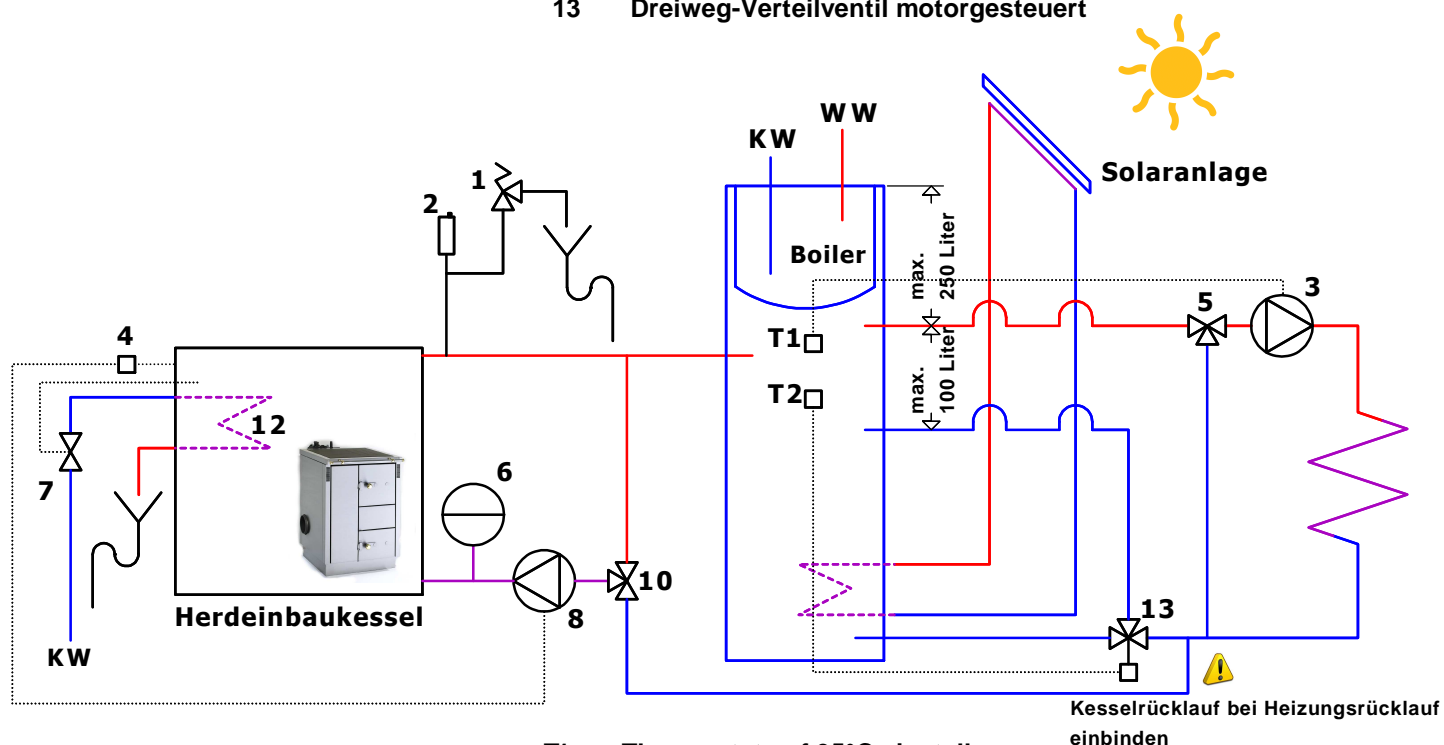 13 Dreiweg-Verteilventil motorgesteuert
WW
KW
Solaranlage
1
2
Boiler
max.
250 Liter
3
5
4
T1
max.
100 Liter
T2
12
6
7
10
13
Herdeinbaukessel
8
KW
Kesselrücklauf bei Heizungsrücklauf
einbinden